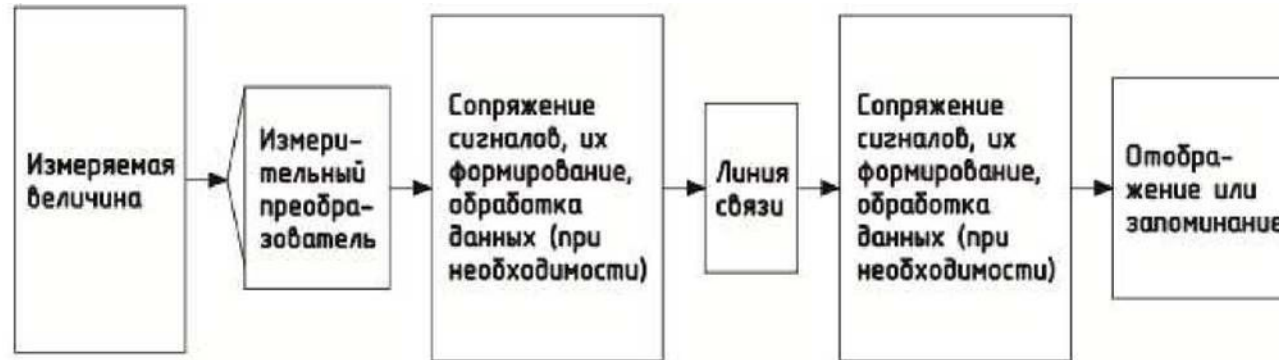 Измеряемая
величина
Измери-
тельный
преобра-
зователь
Сопряжение
сигналов, их
формирование,
обработка
данных (при
необходимости)
Линия
связи
Сопряжение
сигналов, их
формирование,
обработка
данных (при
необходимости)
Отобра-
жение или
запоминание